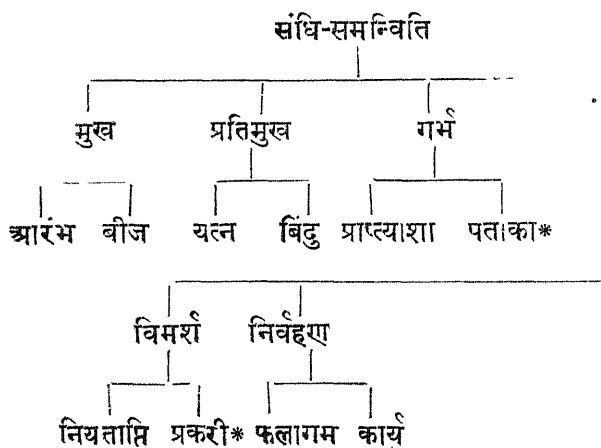 संधि-समन्विति
मुख प्रतिमुख गर्भ
आरंभ बीज यत्न बिंदु प्राप्त्याशा पताका*
विमर्श निर्वहण
नियताप्ति प्रकरी* फलागम कार्य